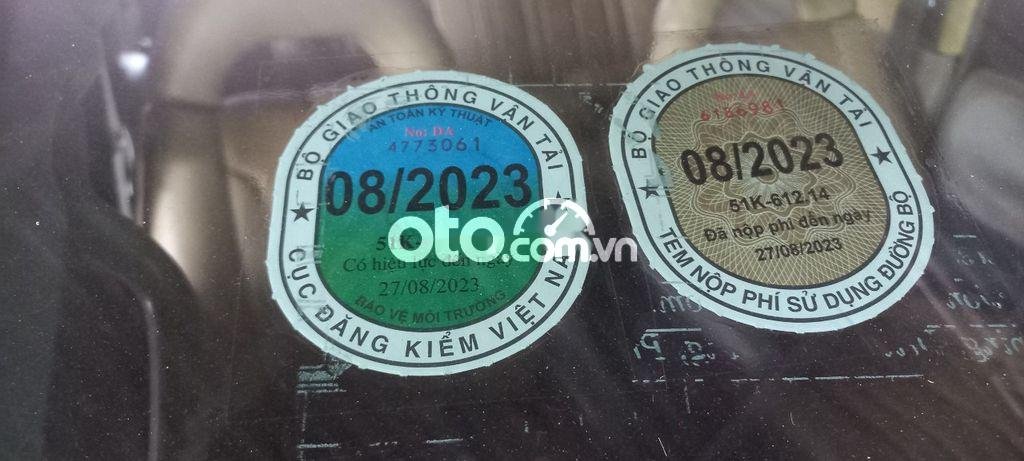 BỘ GIAO THÔNG VẬN TẢI
AN TOÀN KỸ THUẬT
No: DA
4773061
08/2023
51K-
Có hiệu lực đến
27/08/2023
BẢO VỆ MÔI TRƯỜNG
CỤC ĐĂNG KIỂM VIỆT NAM
oto.com.vn
BỘ GIAO THÔNG VẬN TẢI
6166981
08/2023
51K-612.14
Đã nộp phí đến ngày
27/08/2023
TEM NỘP PHÍ SỬ DỤNG ĐƯỜNG BỘ